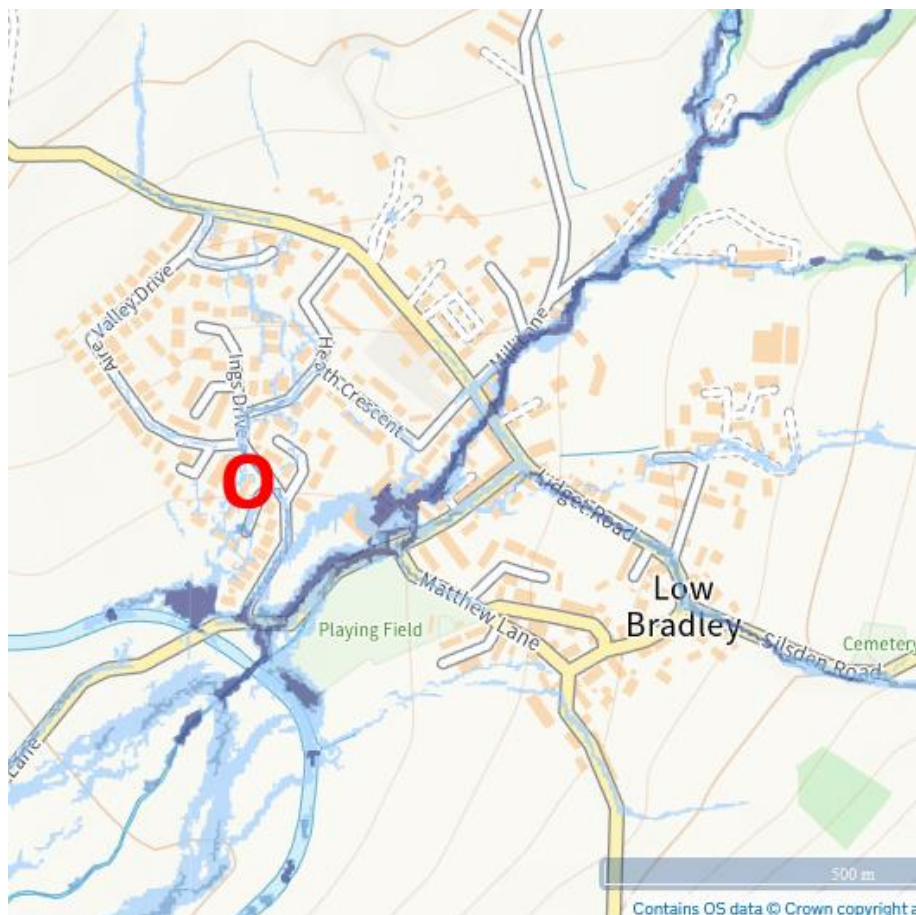 Aire Valley Drive
Ings Drive
Heath Crescent
Mill Lane
O
Lidget Road
Matthew Lane
Low
Bradley
Playing Field
Silsden Road
Cemetery
Lane
500 m
Contains OS data © Crown copyright a